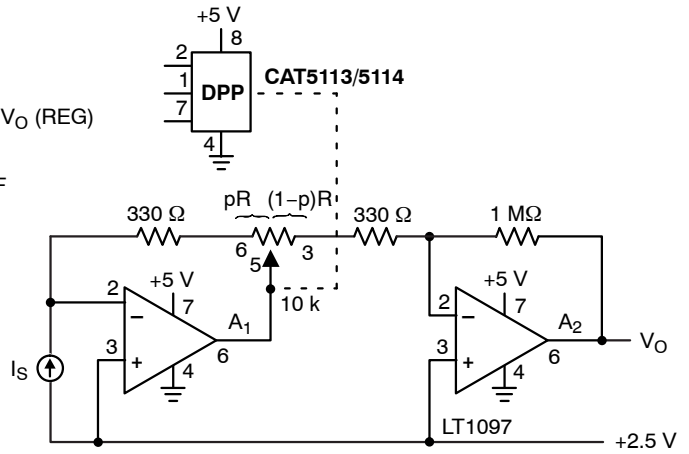 +5 V
8
2
1
7
DPP
CAT5113/5114
4
V_O (REG)
F
pR (1−p)R
330 Ω
6
5
3
10 k
330 Ω
1 MΩ
+5 V
2
7
−
3
+
A_1
6
4
I_S
+5 V
2
7
−
3
+
A_2
6
4
V_O
LT1097
+2.5 V